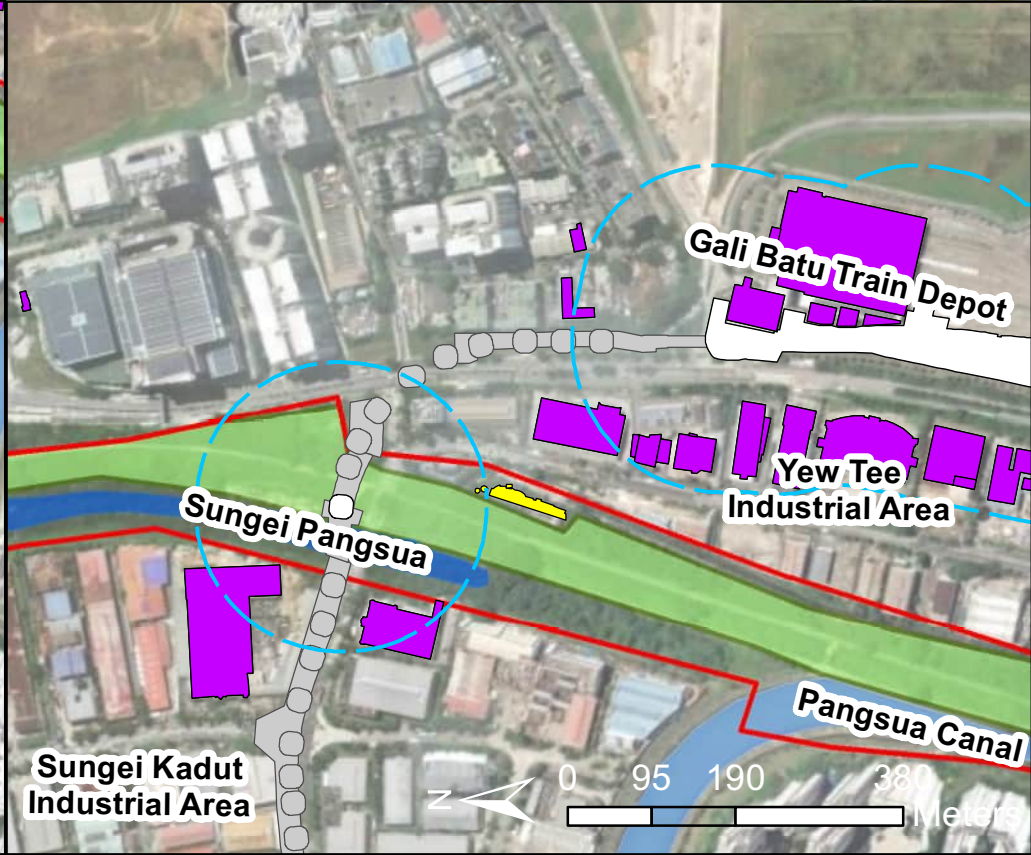 Gali Batu Train Depot
Yew Tee
Industrial Area
Sungei Pangsua
Pangsua Canal
Sungei Kadut
Industrial Area
N
0 95 190 380
Meters